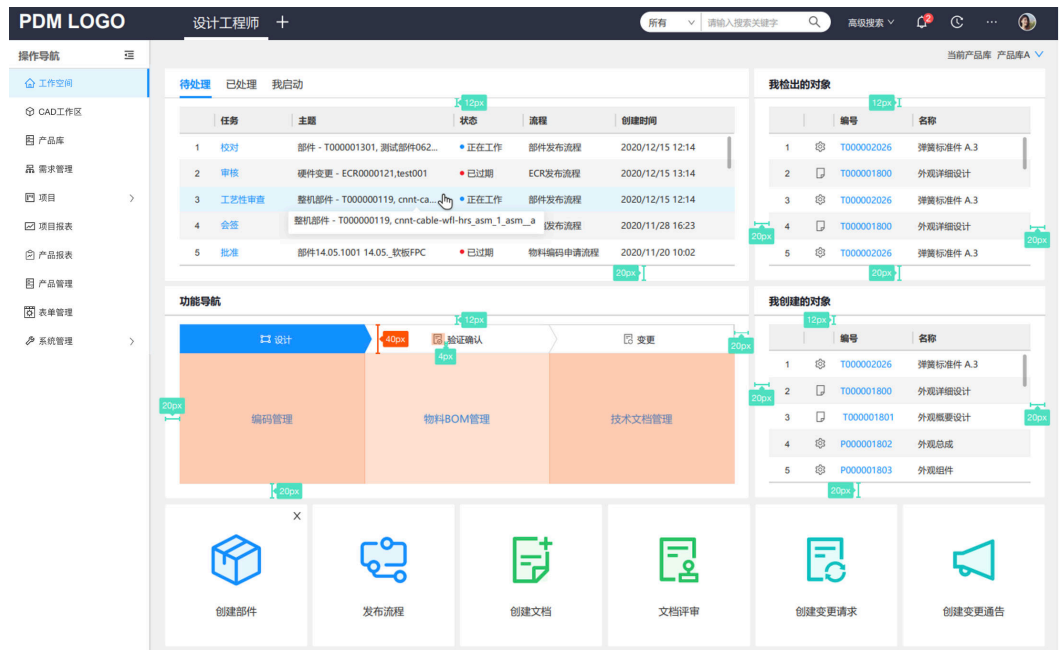 PDM LOGO 设计工程师 + 所有 请输入搜索关键字 高级搜索 2 ...
操作导航 当前产品库 产品库A
工作空间
CAD工作区
产品库
需求管理
项目
项目报表
产品报表
产品管理
表单管理
系统管理
待处理 已处理 我启动
12px
任务 主题 状态 流程 创建时间
1 校对 部件 - T000001301, 测试部件062... 正在工作 部件发布流程 2020/12/15 12:14
2 审核 硬件变更 - ECR0000121,test001 已过期 ECR发布流程 2020/12/15 13:14
3 工艺性审查 整机部件 - T000000119, cnnt-ca... 正在工作 部件发布流程 2020/12/15 12:14
整机部件 - T000000119, cnnt-cable-wfl-hrs_asm_1_asm__a
4 会签 发布流程 2020/11/28 16:23
5 批准 部件14.05.1001 14.05._软板FPC 已过期 物料编码申请流程 2020/11/20 10:02
20px
我检出的对象
12px
编号 名称
1 T000002026 弹簧标准件 A.3
2 T000001800 外观详细设计
3 T000002026 弹簧标准件 A.3
4 T000001800 外观详细设计
20px
20px
5 T000002026 弹簧标准件 A.3
20px
功能导航
12px
设计 40px 验证确认 变更
20px
4px
20px
编码管理 物料BOM管理 技术文档管理
20px
我创建的对象
12px
编号 名称
1 T000002026 弹簧标准件 A.3
2 T000001800 外观详细设计
20px
3 T000001801 外观概要设计
20px
4 P000001802 外观总成
5 P000001803 外观组件
20px
X
创建部件 发布流程 创建文档 文档评审 创建变更请求 创建变更通告